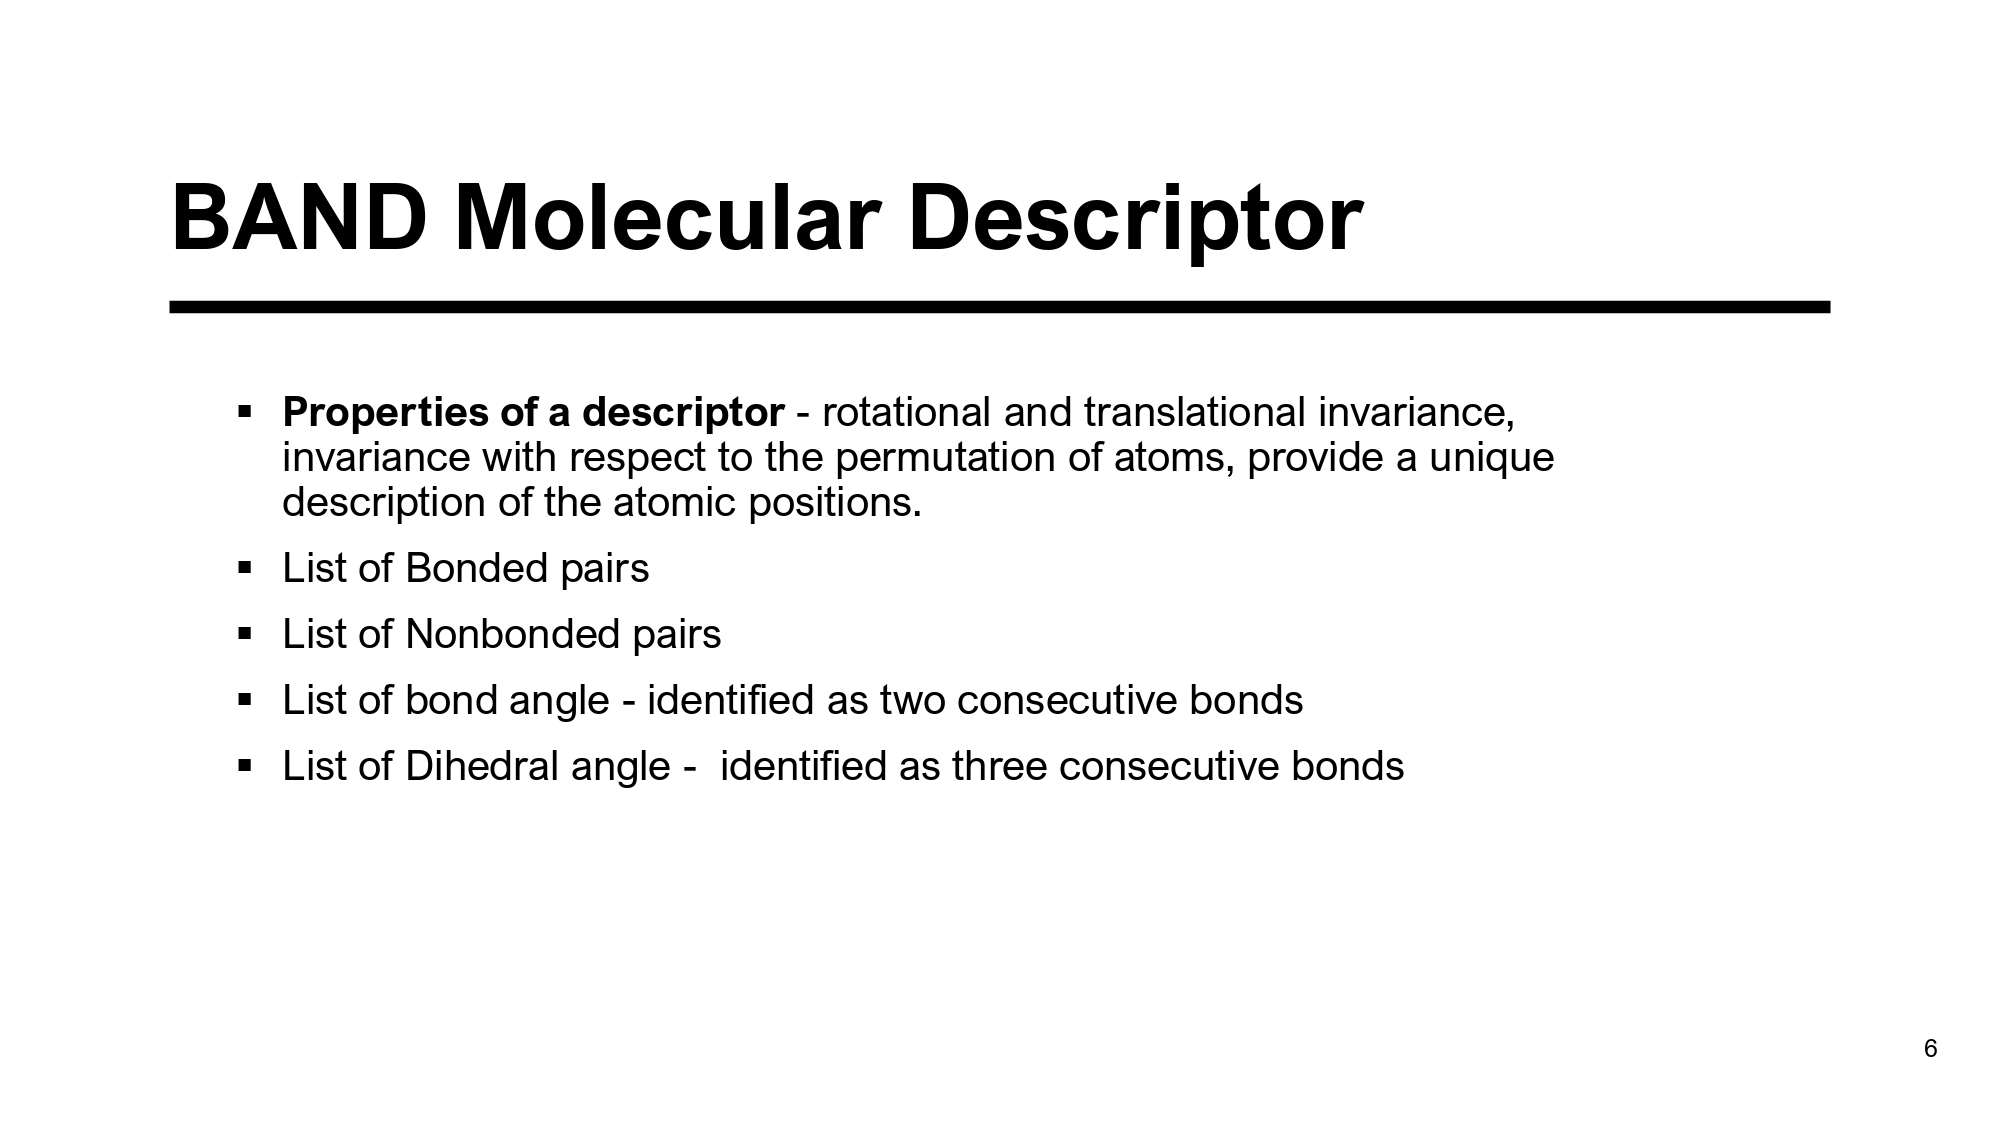 BAND Molecular Descriptor
▪ Properties of a descriptor - rotational and translational invariance,
invariance with respect to the permutation of atoms, provide a unique
description of the atomic positions.
▪ List of Bonded pairs
▪ List of Nonbonded pairs
▪ List of bond angle - identified as two consecutive bonds
▪ List of Dihedral angle -  identified as three consecutive bonds
6